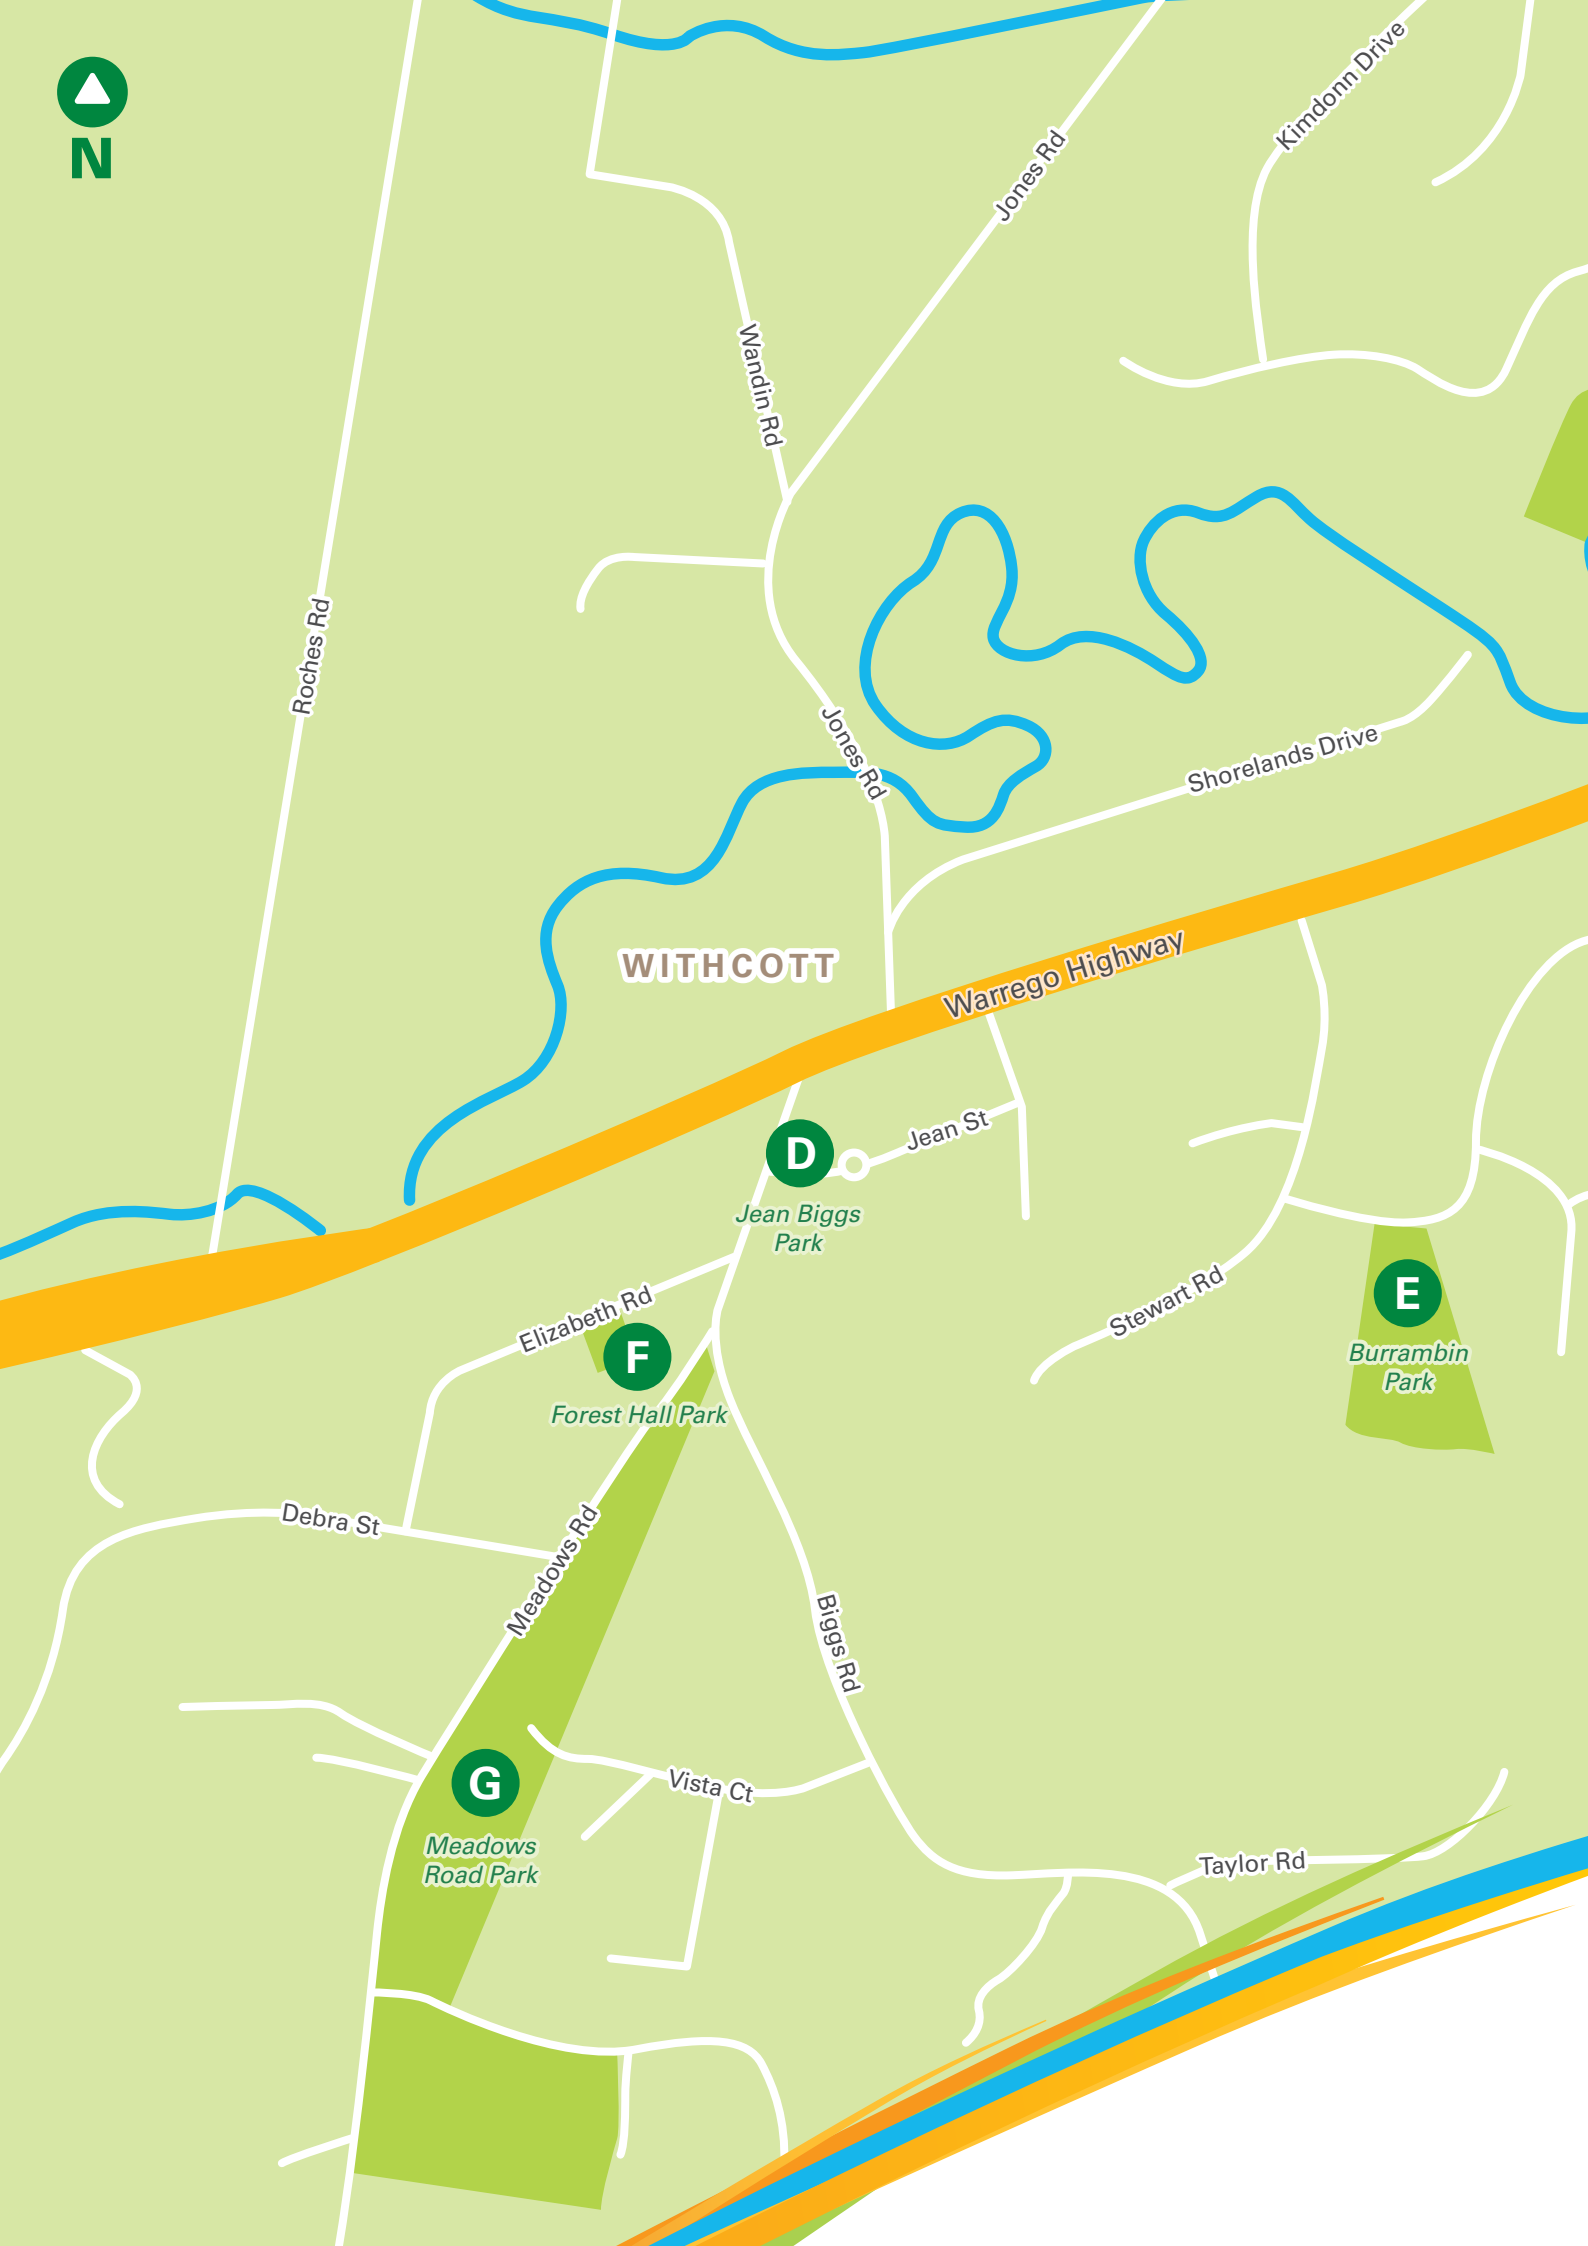 N
Kimdonn Drive
Jones Rd
Wandin Rd
Roches Rd
Jones Rd
Shorelands Drive
WITHCOTT
Warrego Highway
Jean St
D
Jean Biggs
Park
Stewart Rd
E
Burrambin
Park
Elizabeth Rd
F
Forest Hall Park
Debra St
Meadows Rd
Biggs Rd
G
Meadows
Road Park
Vista Ct
Taylor Rd